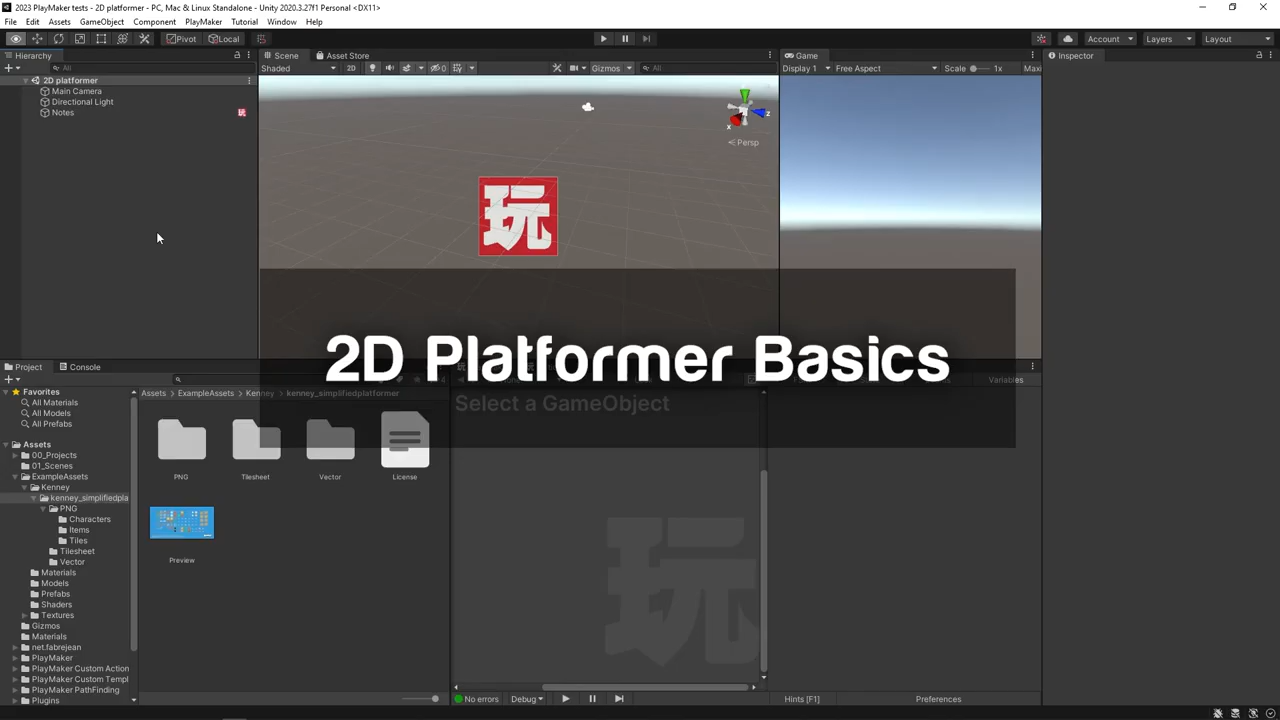 2023 PlayMaker tests - 2D platformer - PC, Mac & Linux Standalone - Unity 2020.3.27f1 Personal <DX11>
File Edit Assets GameObject Component PlayMaker Tutorial Window Help
Pivot Local Account Layers Layout
Hierarchy Scene Asset Store Game Inspector
All Shaded 2D 0 Gizmos All Display 1 Free Aspect Scale 1x Maxi
2D platformer
Main Camera
Directional Light
Notes 玩
z
x
Persp
玩
2D Platformer Basics
Project Console
Variables
Favorites
All Materials
All Models
All Prefabs
Assets
00_Projects
01_Scenes
ExampleAssets
Kenney
kenney_simplifiedpla
PNG
Characters
Items
Tiles
Tilesheet
Vector
Materials
Models
Prefabs
Shaders
Textures
Gizmos
Materials
net.fabrejean
PlayMaker
PlayMaker Custom Action
PlayMaker Custom Templ
PlayMaker PathFinding
Plugins
Assets > ExampleAssets > Kenney > kenney_simplifiedplatformer
PNG Tilesheet Vector License
Preview
Select a GameObject
玩
No errors Debug Hints [F1] Preferences